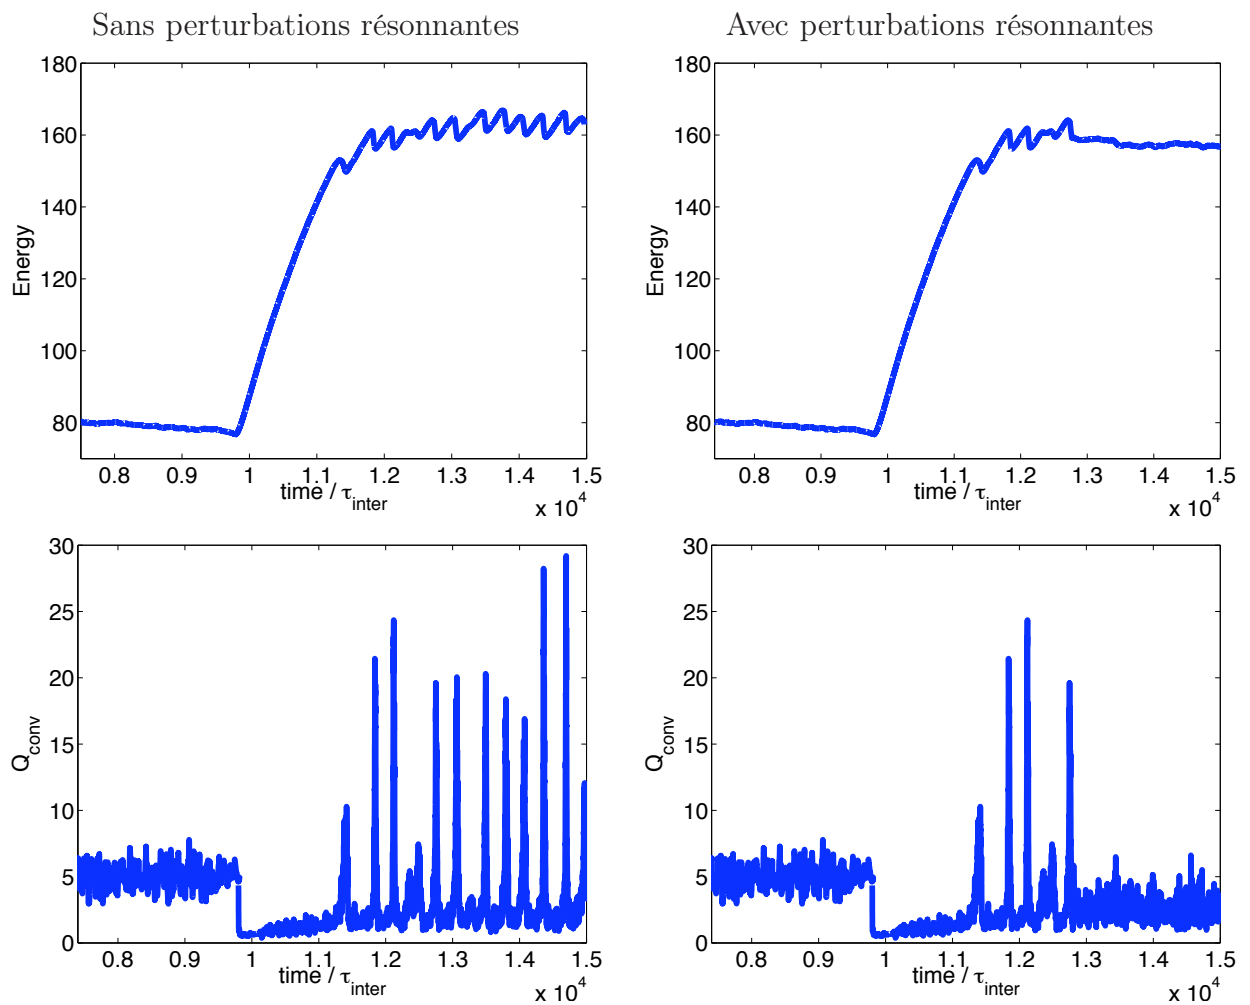 Sans perturbations résonnantes
Avec perturbations résonnantes
180
160
140
120
100
80
Energy
0.8 0.9 1 1.1 1.2 1.3 1.4 1.5
time / τinter
x 10^4
180
160
140
120
100
80
Energy
0.8 0.9 1 1.1 1.2 1.3 1.4 1.5
time / τinter
x 10^4
30
25
20
15
10
5
0
Qconv
0.8 0.9 1 1.1 1.2 1.3 1.4 1.5
time / τinter
x 10^4
30
25
20
15
10
5
0
Qconv
0.8 0.9 1 1.1 1.2 1.3 1.4 1.5
time / τinter
x 10^4